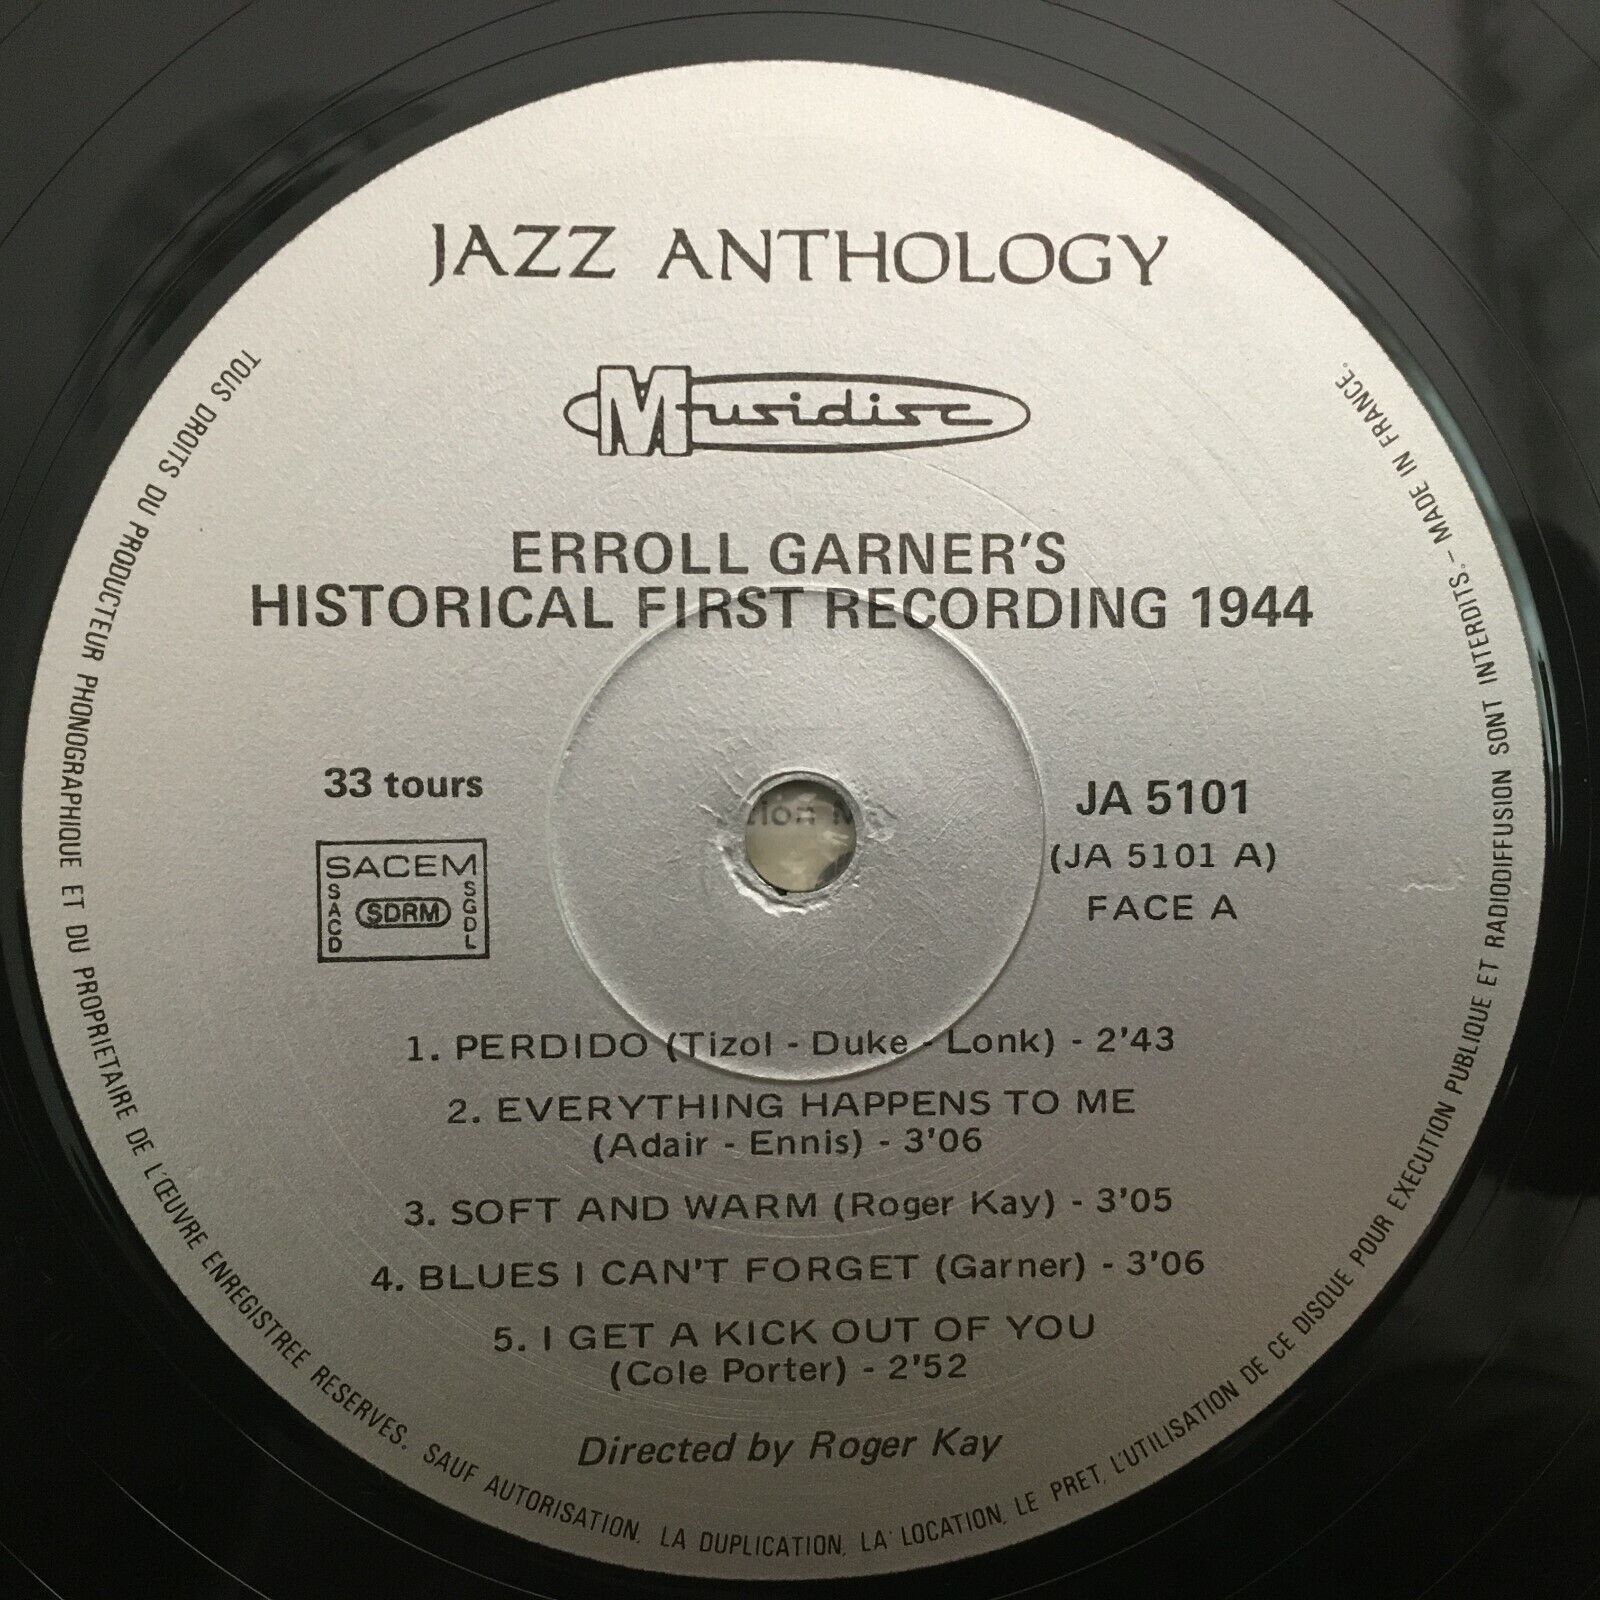 JAZZ ANTHOLOGY
Musidisc
ERROLL GARNER'S
HISTORICAL FIRST RECORDING 1944
33 tours
SACEM
SACD
SDRM
SGDL
JA 5101
(JA 5101 A)
FACE A
1. PERDIDO (Tizol - Duke - Lonk) - 2'43
2. EVERYTHING HAPPENS TO ME
(Adair - Ennis) - 3'06
3. SOFT AND WARM (Roger Kay) - 3'05
4. BLUES I CAN'T FORGET (Garner) - 3'06
5. I GET A KICK OUT OF YOU
(Cole Porter) - 2'52
Directed by Roger Kay
TOUS DROITS DU PRODUCTEUR PHONOGRAPHIQUE ET DU PROPRIETAIRE DE L'ŒUVRE ENREGISTREE RESERVES. SAUF AUTORISATION, LA DUPLICATION, LA LOCATION, LE PRET, L'UTILISATION DE CE DISQUE POUR EXECUTION PUBLIQUE ET RADIODIFFUSION SONT INTERDITS. - MADE IN FRANCE.